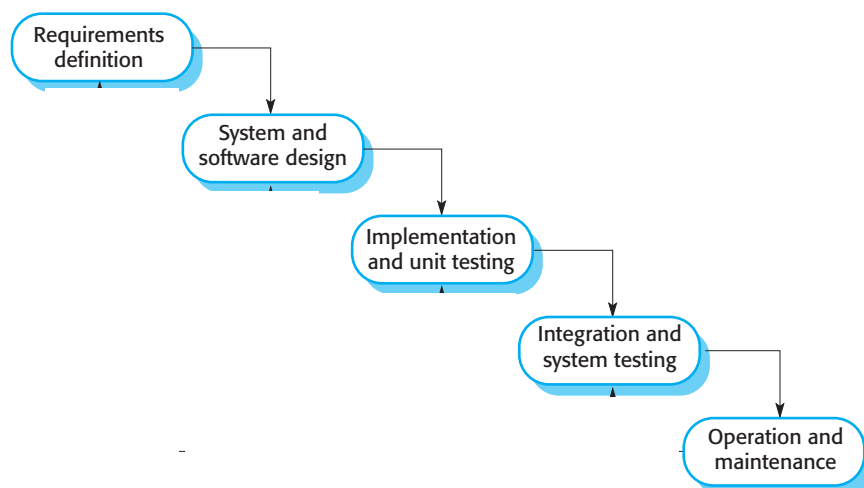 Requirements
definition
System and
software design
Implementation
and unit testing
Integration and
system testing
Operation and
maintenance